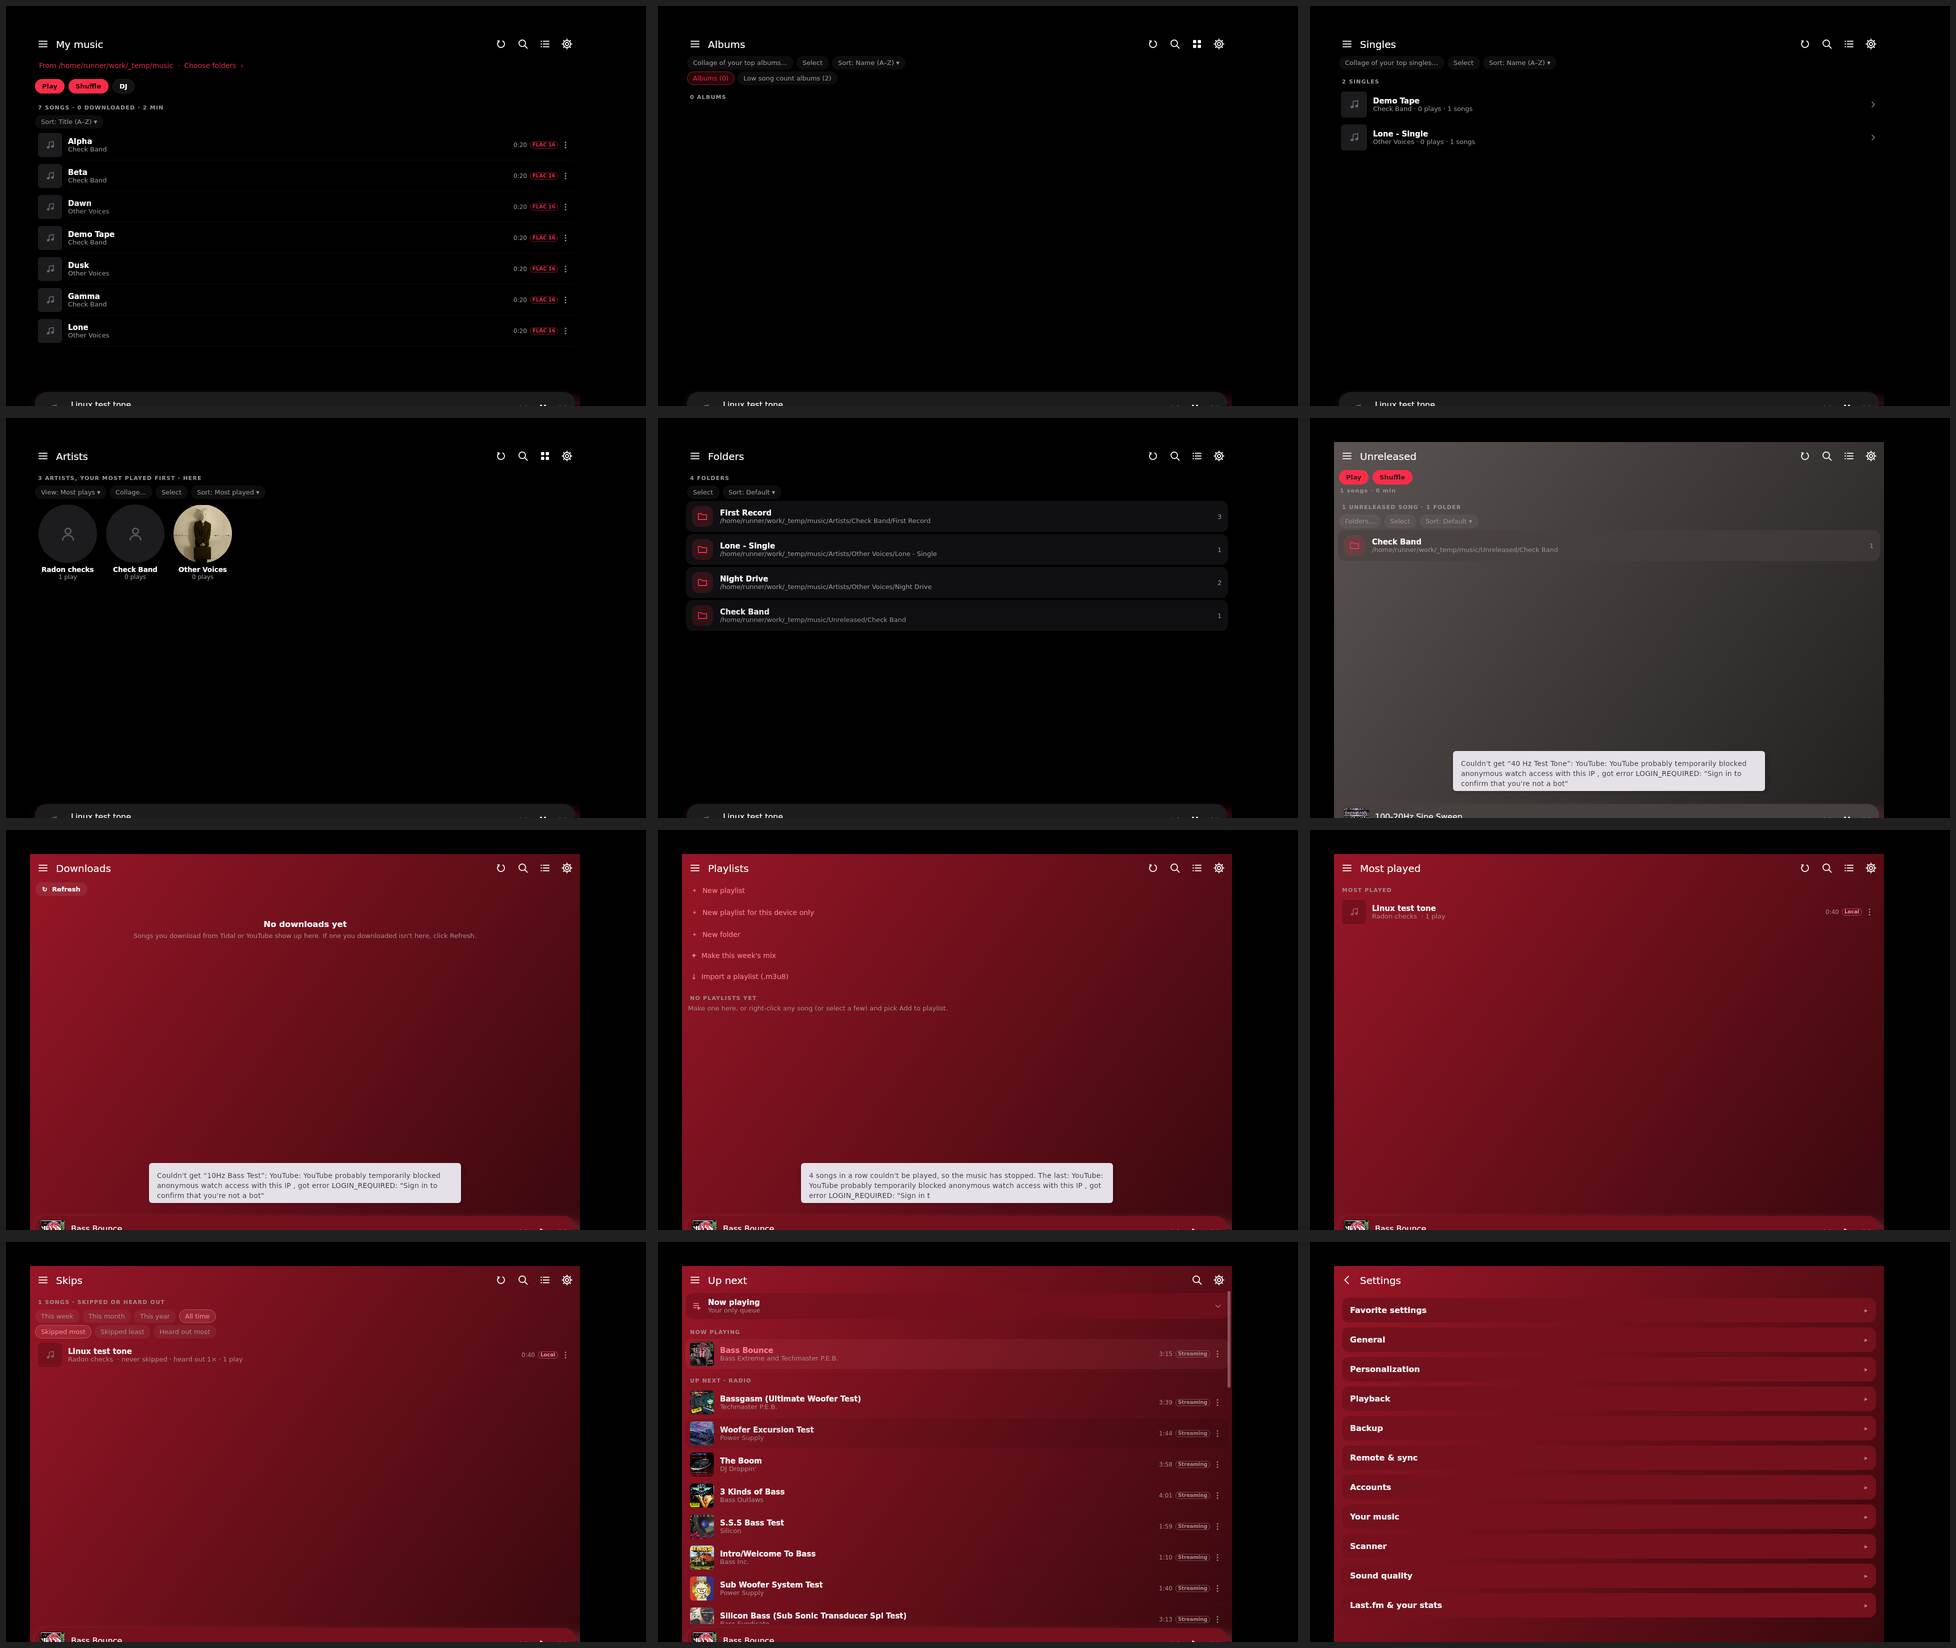 My music
From /home/runner/work/_temp/music · Choose folders ›
Play Shuffle DJ
7 SONGS · 0 DOWNLOADED · 2 MIN
Sort: Title (A–Z) ▾
Alpha
Check Band
0:20 FLAC 16
Beta
Check Band
0:20 FLAC 16
Dawn
Other Voices
0:20 FLAC 16
Demo Tape
Check Band
0:20 FLAC 16
Dusk
Other Voices
0:20 FLAC 16
Gamma
Check Band
0:20 FLAC 16
Lone
Other Voices
0:20 FLAC 16
Linux test tone
Albums
Collage of your top albums... Select Sort: Name (A–Z) ▾
Albums (0) Low song count albums (2)
0 ALBUMS
Linux test tone
Singles
Collage of your top singles... Select Sort: Name (A–Z) ▾
2 SINGLES
Demo Tape
Check Band · 0 plays · 1 songs
Lone - Single
Other Voices · 0 plays · 1 songs
Linux test tone
Artists
3 ARTISTS, YOUR MOST PLAYED FIRST · HERE
View: Most plays ▾ Collage... Select Sort: Most played ▾
Radon checks Check Band Other Voices
1 play 0 plays 0 plays
Linux test tone
Folders
4 FOLDERS
Select Sort: Default ▾
First Record
/home/runner/work/_temp/music/Artists/Check Band/First Record
3
Lone - Single
/home/runner/work/_temp/music/Artists/Other Voices/Lone - Single
1
Night Drive
/home/runner/work/_temp/music/Artists/Other Voices/Night Drive
2
Check Band
/home/runner/work/_temp/music/Unreleased/Check Band
1
Linux test tone
Unreleased
Play Shuffle
1 songs · 0 min
1 UNRELEASED SONG · 1 FOLDER
Folders... Select Sort: Default ▾
Check Band
/home/runner/work/_temp/music/Unreleased/Check Band
1
Couldn't get "40 Hz Test Tone": YouTube: YouTube probably temporarily blocked
anonymous watch access with this IP , got error LOGIN_REQUIRED: "Sign in to
confirm that you're not a bot"
100-20Hz Sine Sweep
Downloads
↻ Refresh
No downloads yet
Songs you download from Tidal or YouTube show up here. If one you downloaded isn't here, click Refresh.
Couldn't get "10Hz Bass Test": YouTube: YouTube probably temporarily blocked
anonymous watch access with this IP , got error LOGIN_REQUIRED: "Sign in to
confirm that you're not a bot"
Bass Bounce
Playlists
+ New playlist
+ New playlist for this device only
+ New folder
✦ Make this week's mix
↓ Import a playlist (.m3u8)
NO PLAYLISTS YET
Make one here, or right-click any song (or select a few) and pick Add to playlist.
4 songs in a row couldn't be played, so the music has stopped. The last: YouTube:
YouTube probably temporarily blocked anonymous watch access with this IP , got
error LOGIN_REQUIRED: "Sign in t
Bass Bounce
Most played
MOST PLAYED
Linux test tone
Radon checks · 1 play
0:40 Local
Bass Bounce
Skips
1 SONGS · SKIPPED OR HEARD OUT
This week This month This year All time
Skipped most Skipped least Heard out most
Linux test tone
Radon checks · never skipped · heard out 1× · 1 play
0:40 Local
Bass Bounce
Up next
Now playing
Your only queue
NOW PLAYING
Bass Bounce
Bass Extreme and Techmaster P.E.B.
3:15 Streaming
UP NEXT · RADIO
Bassgasm (Ultimate Woofer Test)
Techmaster P.E.B.
3:39 Streaming
Woofer Excursion Test
Power Supply
1:44 Streaming
The Boom
DJ Droppin'
3:58 Streaming
3 Kinds of Bass
Bass Outlaws
4:01 Streaming
S.S.S Bass Test
Silicon
1:59 Streaming
Intro/Welcome To Bass
Bass Inc.
1:10 Streaming
Sub Woofer System Test
Power Supply
1:40 Streaming
Silicon Bass (Sub Sonic Transducer Spl Test)
3:13 Streaming
Bass Bounce
Settings
Favorite settings
General
Personalization
Playback
Backup
Remote & sync
Accounts
Your music
Scanner
Sound quality
Last.fm & your stats